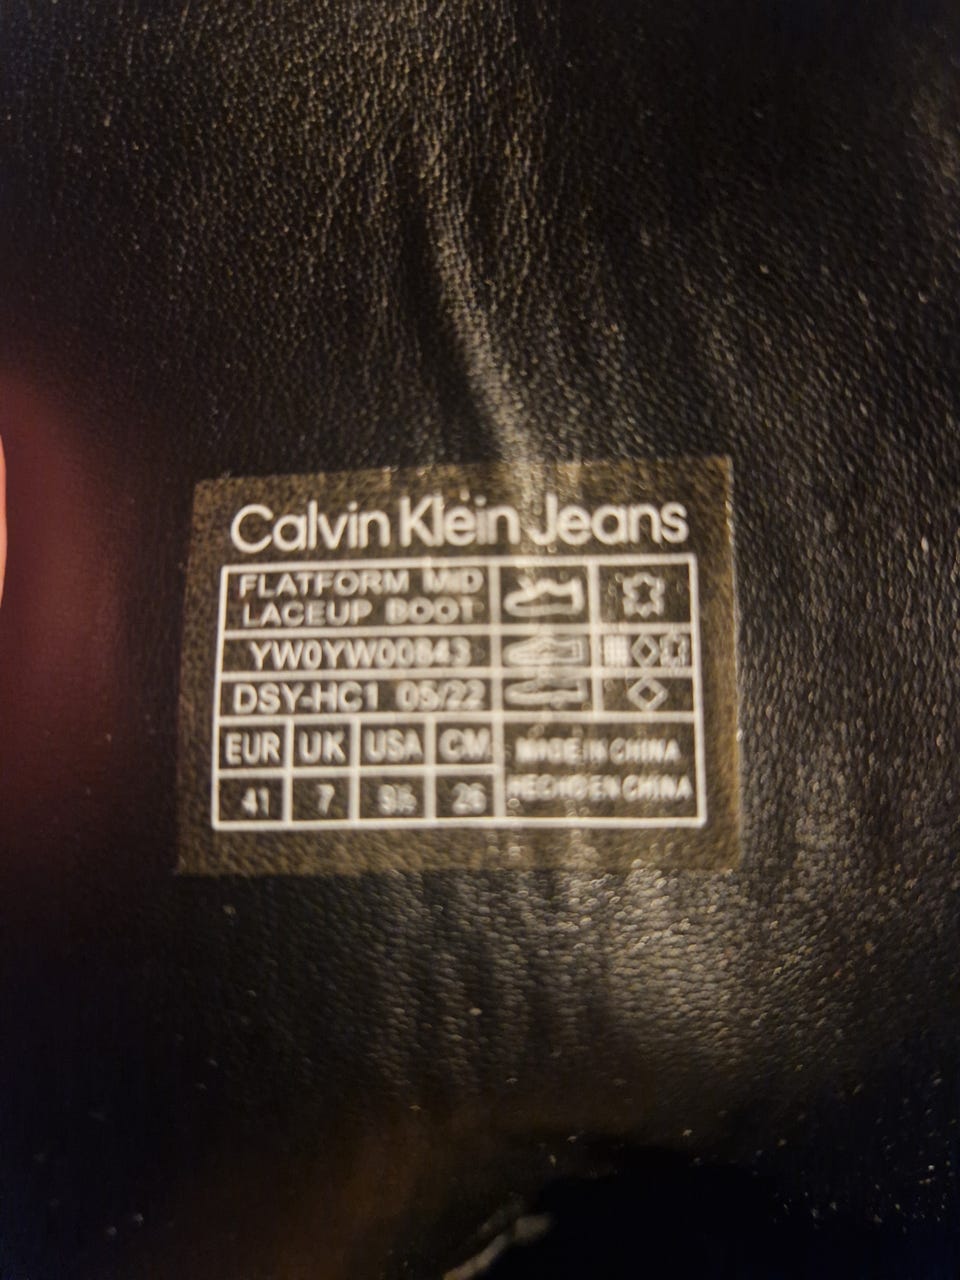 Calvin Klein Jeans
FLATFORM MID
LACEUP BOOT
YW0YW00843
DSY-HC1 05/22
EUR UK USA CM
41 7 9½ 26
MADE IN CHINA
HECHO EN CHINA